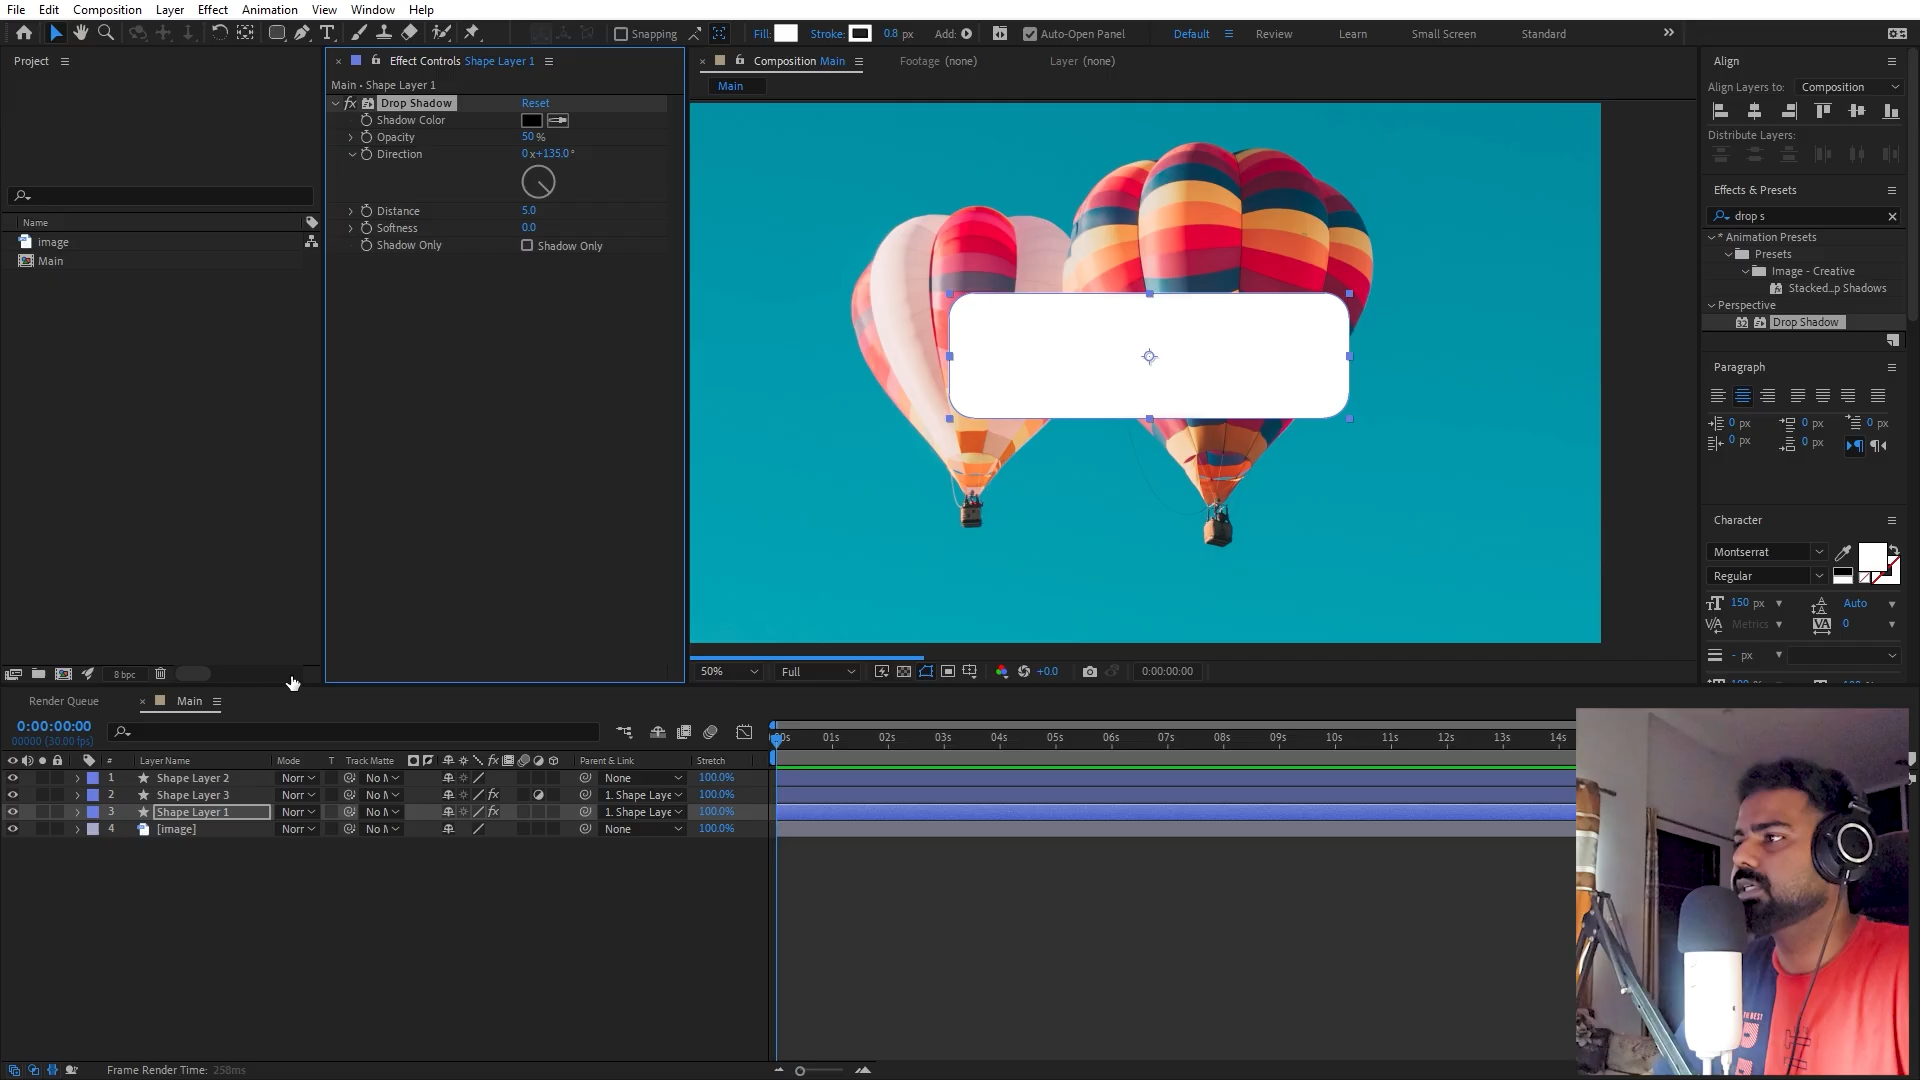 File Edit Composition Layer Effect Animation View Window Help
Snapping Fill: Stroke: 0.8 px Add: Auto-Open Panel Default Review Learn Small Screen Standard
Project
Name
image
Main
8 bpc
Effect Controls Shape Layer 1
Main • Shape Layer 1
fx Drop Shadow Reset
Shadow Color
Opacity 50 %
Direction 0x+135.0°
Distance 5.0
Softness 0.0
Shadow Only Shadow Only
Composition Main Footage (none) Layer (none)
Main
50% Full +0.0 0:00:00:00
Align
Align Layers to: Composition
Distribute Layers:
Effects & Presets
drop s
* Animation Presets
Presets
Image - Creative
Stacked...p Shadows
Perspective
32 Drop Shadow
Paragraph
0 px 0 px 0 px
0 px 0 px
Character
Montserrat
Regular
150 px Auto
Metrics 0
- px
Render Queue Main
0:00:00:00
00000 (30.00 fps)
# Layer Name Mode T Track Matte fx Parent & Link Stretch
1 Shape Layer 2 Norr No M None 100.0%
2 Shape Layer 3 Norr No M fx 1. Shape Laye 100.0%
3 Shape Layer 1 Norr No M fx 1. Shape Laye 100.0%
4 [image] Norr No M None 100.0%
00s 01s 02s 03s 04s 05s 06s 07s 08s 09s 10s 11s 12s 13s 14s
Frame Render Time: 258ms